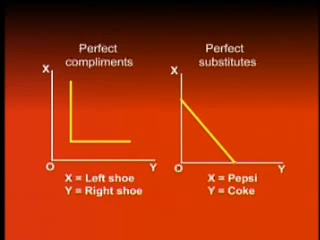 Perfect
compliments
X
O
Y
X = Left shoe
Y = Right shoe
Perfect
substitutes
X
O
Y
X = Pepsi
Y = Coke